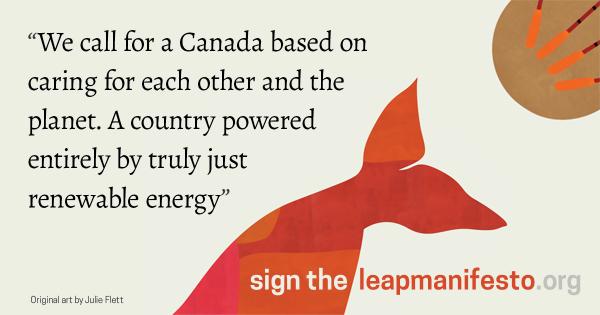 “We call for a Canada based on
caring for each other and the
planet. A country powered
entirely by truly just
renewable energy”
sign the leapmanifesto.org
Original art by Julie Flett